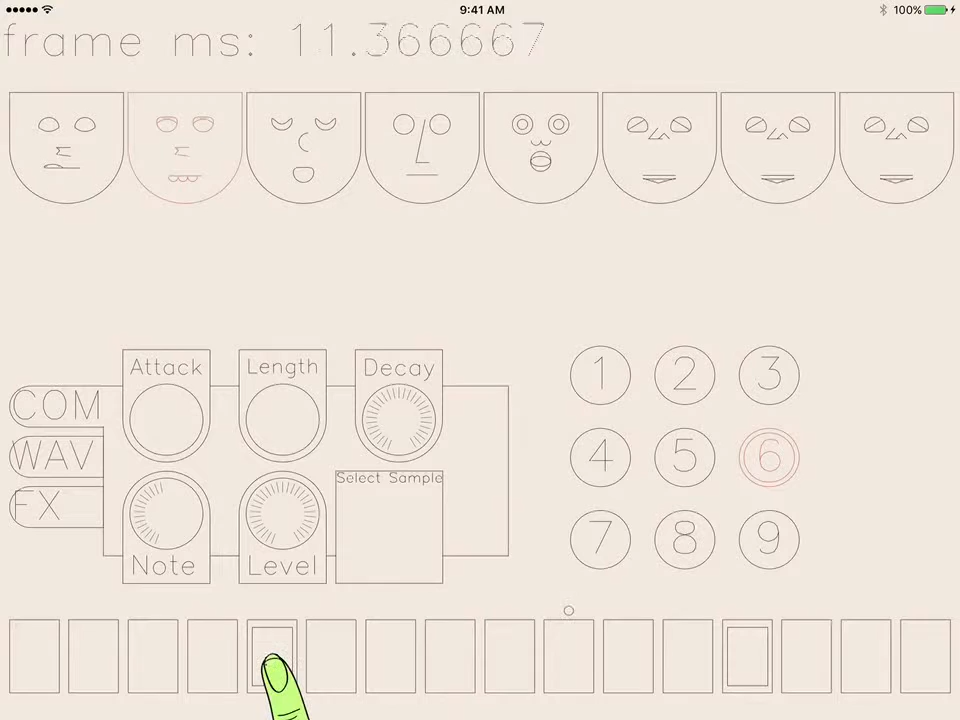 9:41 AM
100%
frame ms: 11.366667
Attack Length Decay
COM
WAV
FX
Select Sample
Note Level
1 2 3
4 5 6
7 8 9